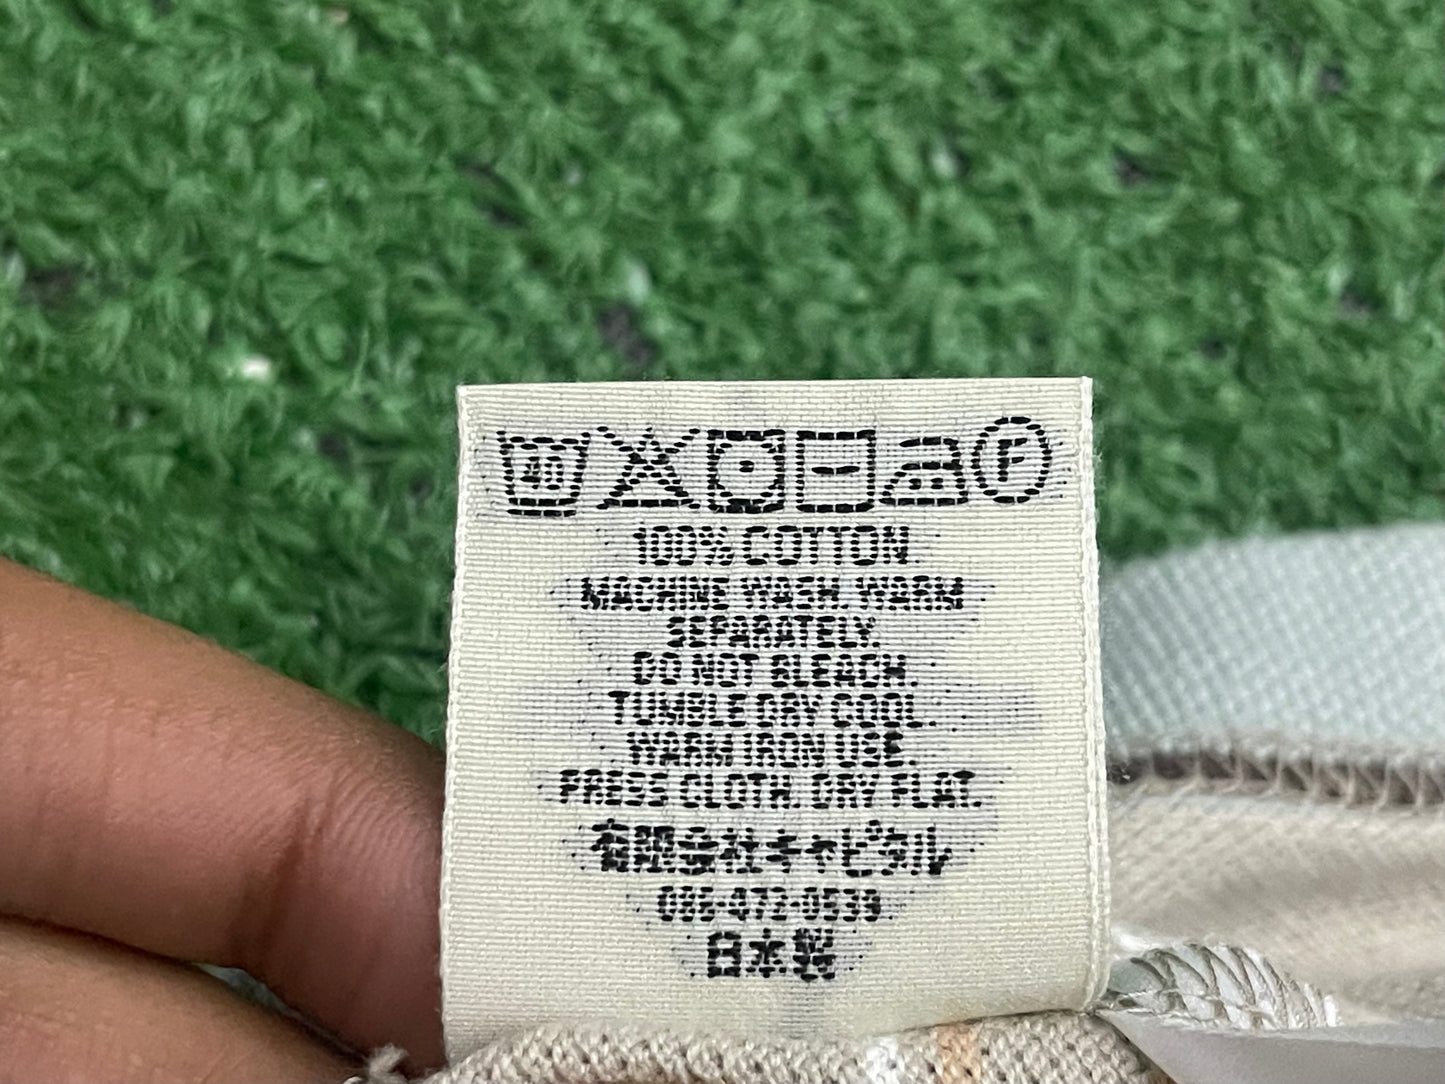 40 F
100% COTTON
MACHINE WASH. WARM
SEPARATELY.
DO NOT BLEACH.
TUMBLE DRY COOL.
WARM IRON USE.
PRESS CLOTH. DRY FLAT.
有限会社キャピタル
086-472-0539
日本製